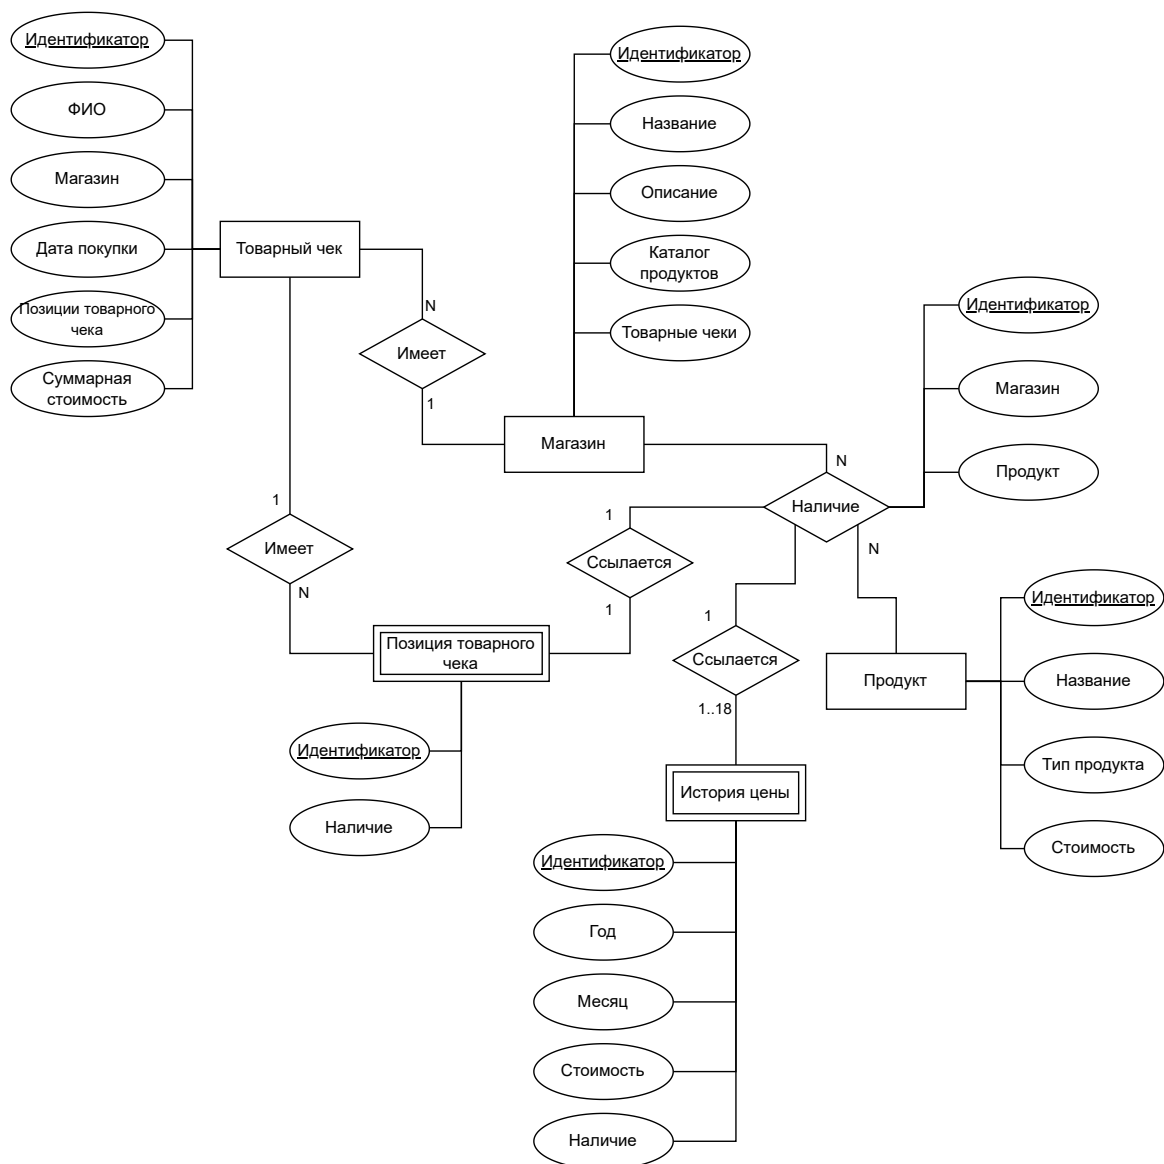 Идентификатор
ФИО
Магазин
Дата покупки
Позиции товарного
чека
Суммарная
стоимость
Товарный чек
N
Имеет
1
Идентификатор
Название
Описание
Каталог
продуктов
Товарные чеки
Магазин
N
Наличие
Идентификатор
Магазин
Продукт
1
Имеет
N
1
Ссылается
1
Позиция товарного
чека
Идентификатор
Наличие
1
Ссылается
1..18
N
Продукт
Идентификатор
Название
Тип продукта
Стоимость
История цены
Идентификатор
Год
Месяц
Стоимость
Наличие